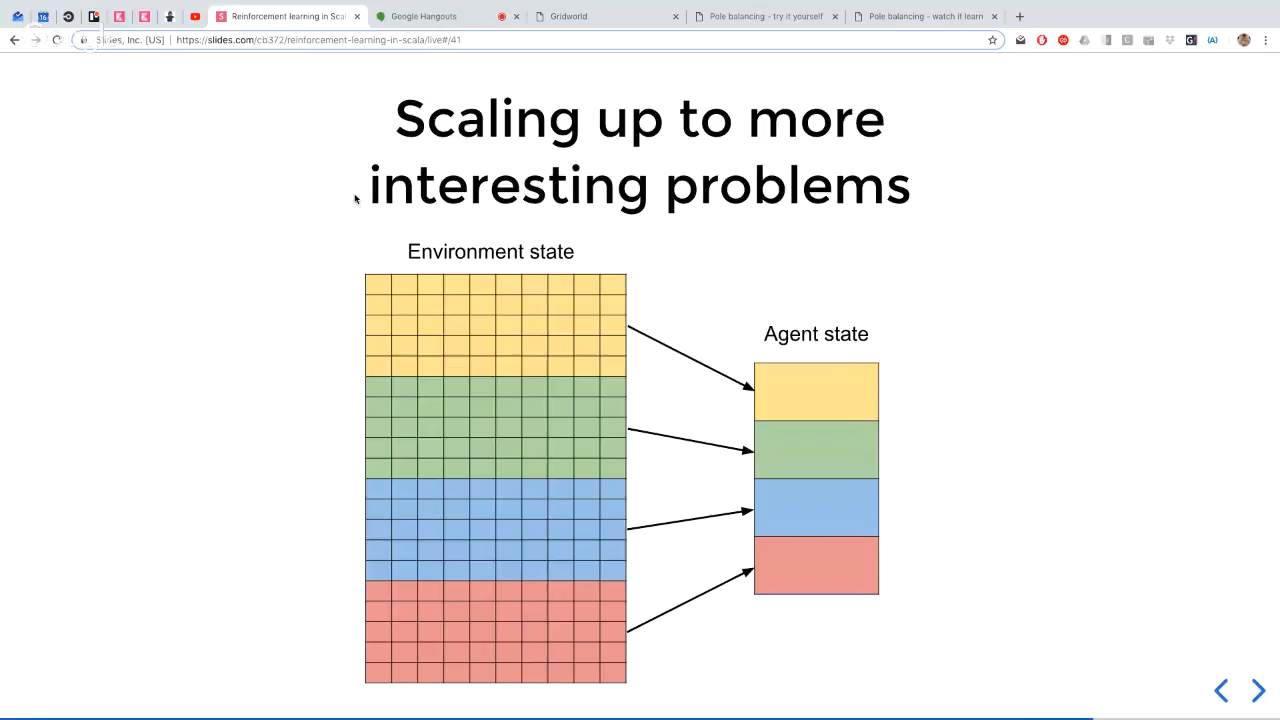 Reinforcement learning in Scal
Google Hangouts
Gridworld
Pole balancing - try it yourself
Pole balancing - watch it learn
Slides, Inc. [US]
https://slides.com/cb372/reinforcement-learning-in-scala/live#/41
Scaling up to more
interesting problems
Environment state
Agent state